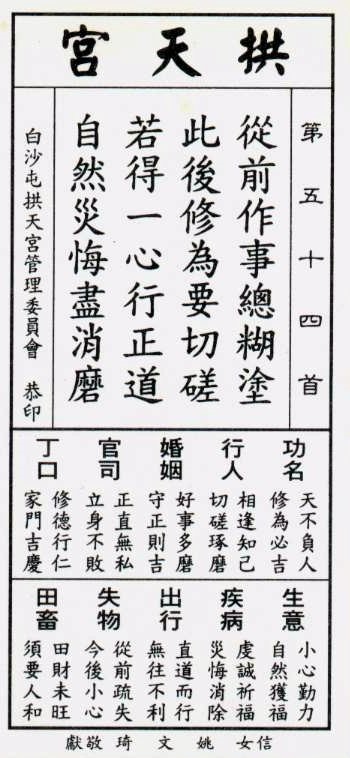 拱天宮
第五十四首
從前作事總糊塗
此後修為要切磋
若得一心行正道
自然災悔盡消磨
白沙屯拱天宮管理委員會 恭印
功名
天不負人
修為必吉
行人
相逢知己
切磋琢磨
婚姻
好事多磨
守正則吉
官司
正直無私
立身不敗
丁口
修德行仁
家門吉慶
生意
小心勤力
自然獲福
疾病
虔誠祈福
災悔消除
出行
直道而行
無往不利
失物
從前疏失
今後小心
田畜
田財未旺
須要人和
信女 姚文琦 敬獻